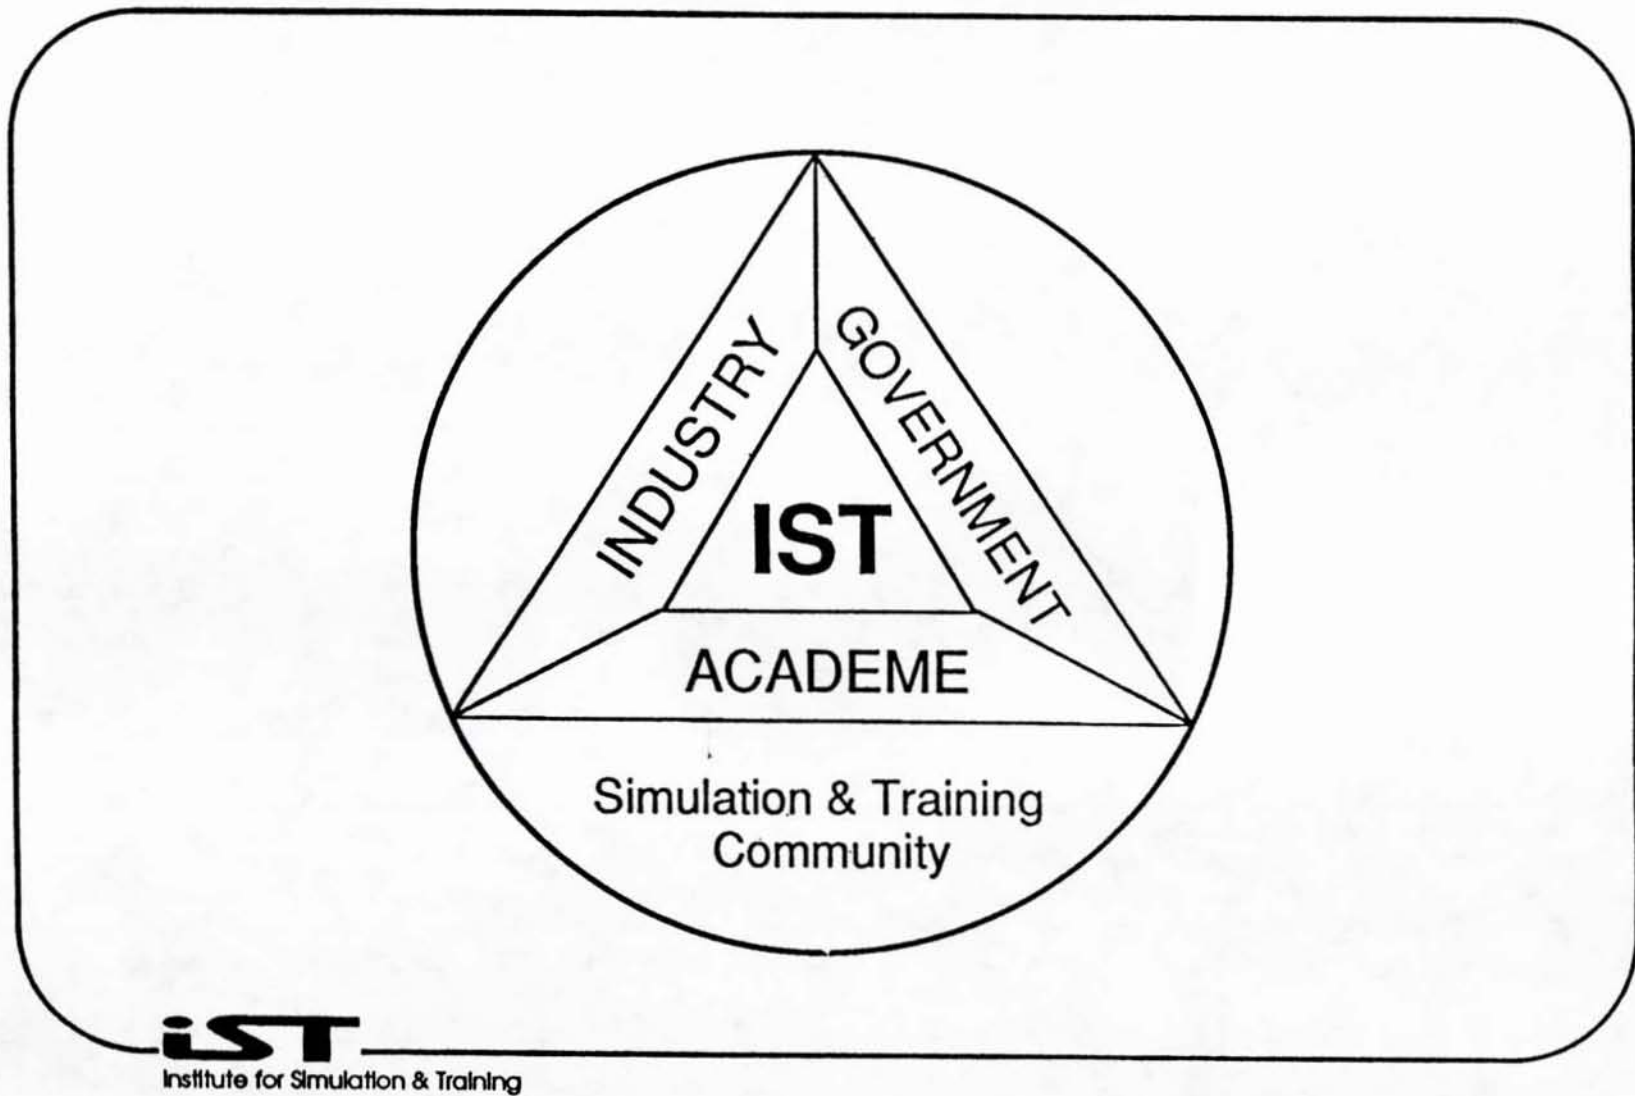 INDUSTRY
GOVERNMENT
IST
ACADEME
Simulation & Training
Community
iST
Institute for Simulation & Training